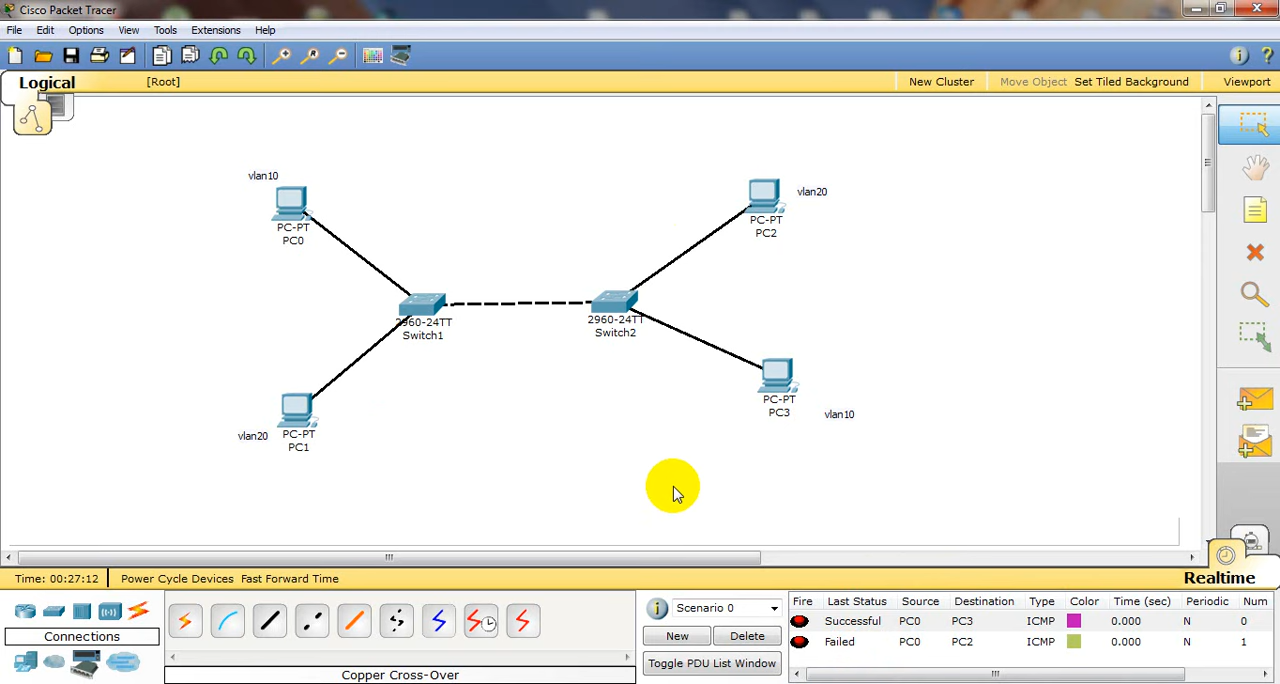 Cisco Packet Tracer
File Edit Options View Tools Extensions Help
Logical [Root] New Cluster Move Object Set Tiled Background Viewport
vlan10
PC-PT
PC0
vlan20
PC-PT
PC2
2960-24TT
Switch1
2960-24TT
Switch2
PC-PT
PC3
vlan10
vlan20
PC-PT
PC1
Time: 00:27:12 Power Cycle Devices Fast Forward Time Realtime
Connections
Copper Cross-Over
Scenario 0
New Delete
Toggle PDU List Window
Fire Last Status Source Destination Type Color Time (sec) Periodic Num
Successful PC0 PC3 ICMP 0.000 N 0
Failed PC0 PC2 ICMP 0.000 N 1